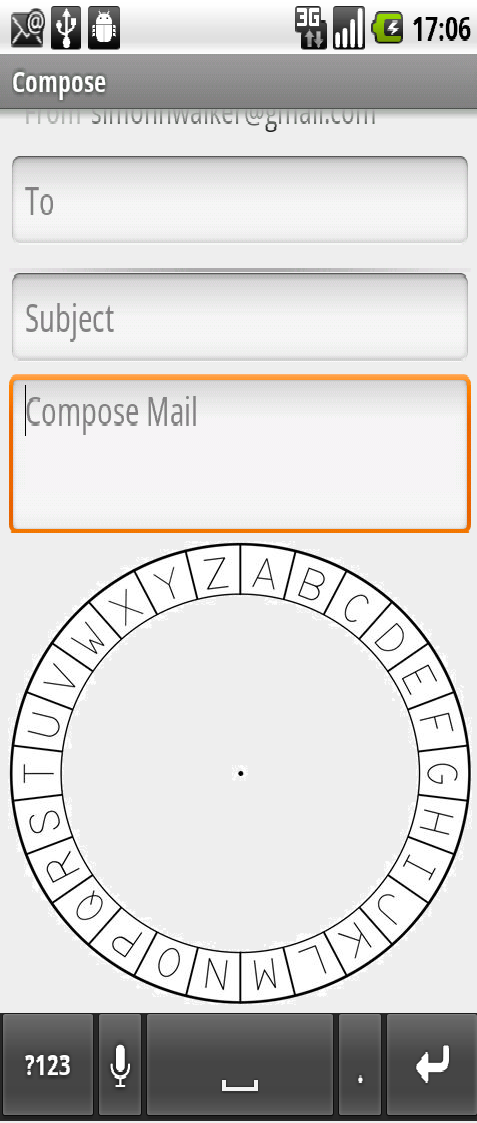 3G 17:06
Compose
From simonnwalker@gmail.com
To
Subject
Compose Mail
A B C D E F G H I J K L M N O P Q R S T U V W X Y Z
?123 .